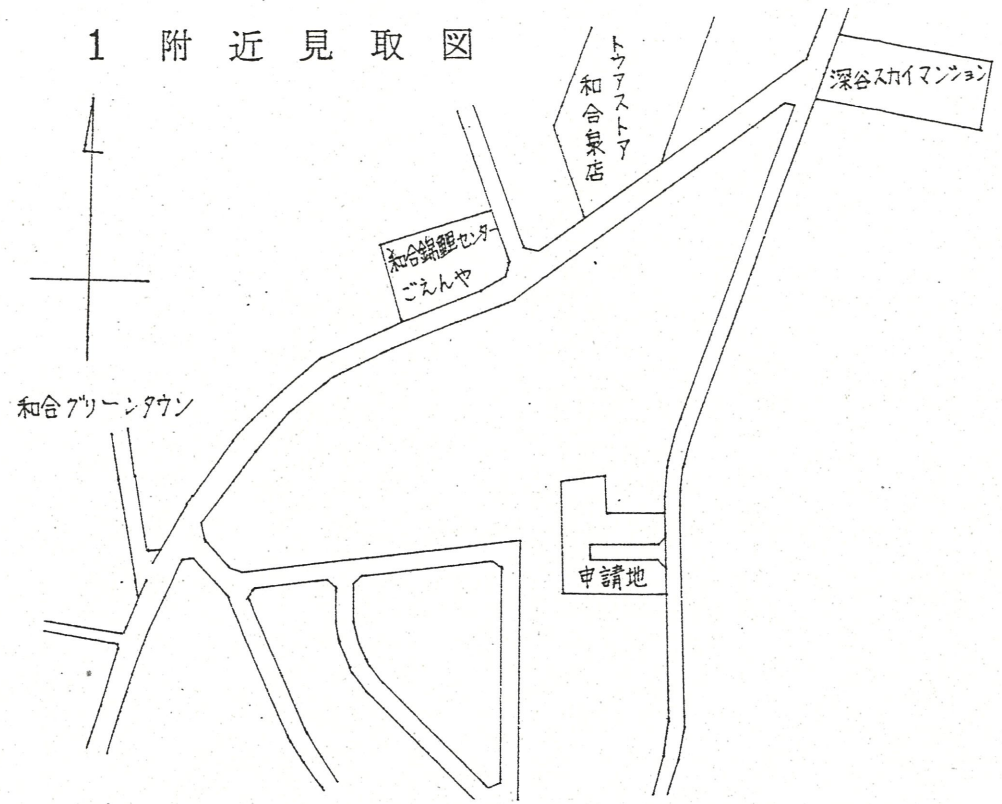 1 附近見取図
トゥアストア
和合泉店
深谷スカイマンション
和合錦鯉センター
ごえんや
和合グリーンタウン
申請地